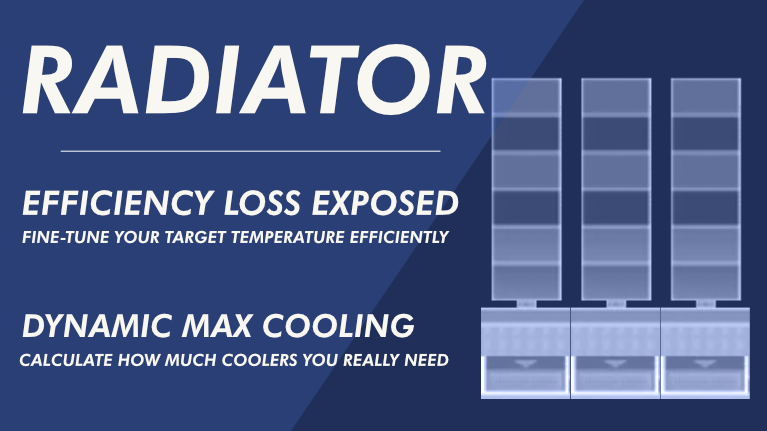 RADIATOR
EFFICIENCY LOSS EXPOSED
FINE-TUNE YOUR TARGET TEMPERATURE EFFICIENTLY
DYNAMIC MAX COOLING
CALCULATE HOW MUCH COOLERS YOU REALLY NEED